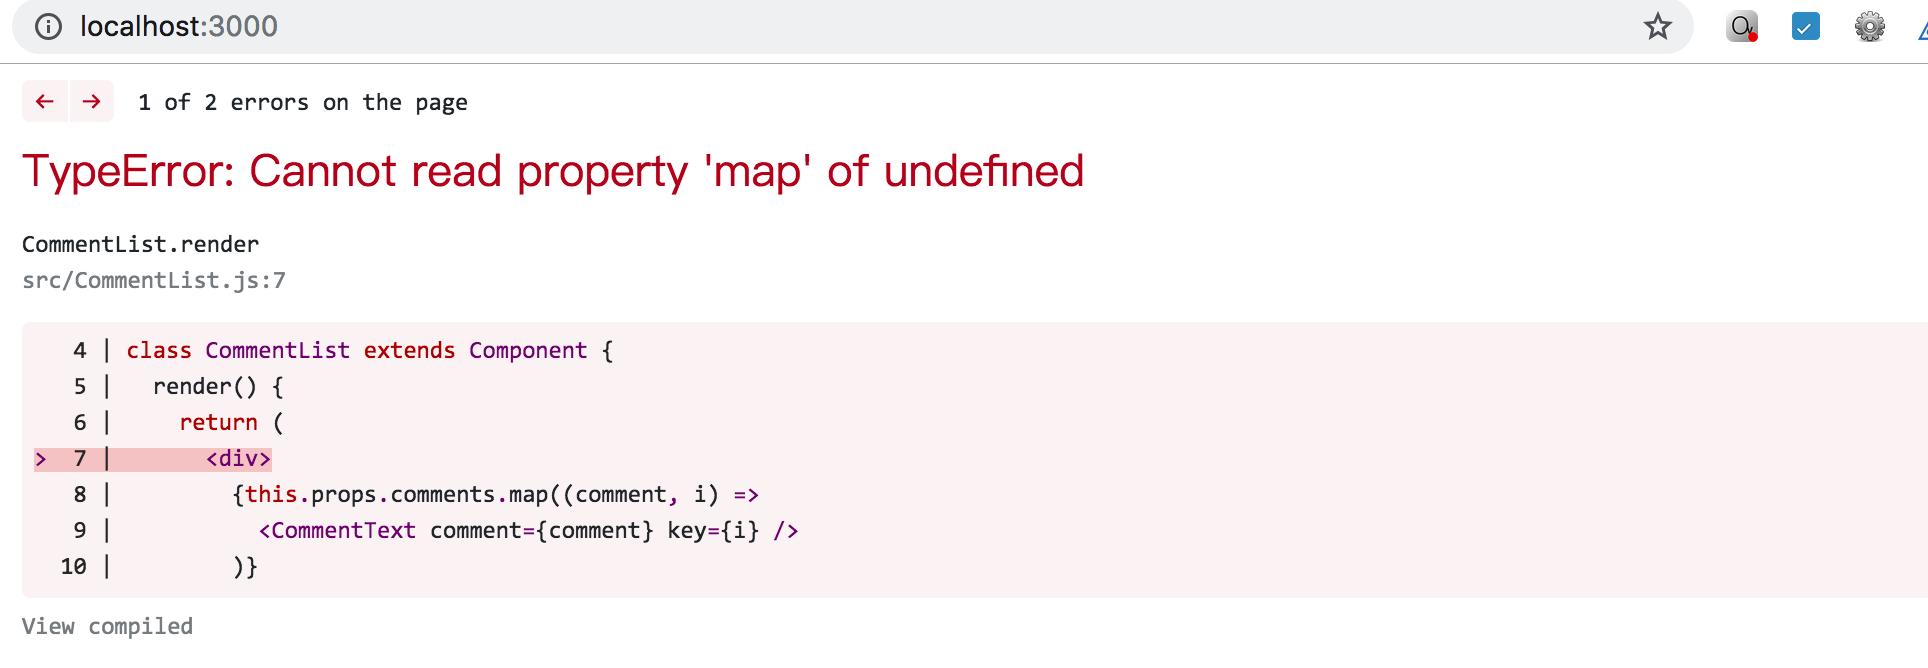 localhost:3000
← → 1 of 2 errors on the page
TypeError: Cannot read property 'map' of undefined
CommentList.render
src/CommentList.js:7
4 | class CommentList extends Component {
5 |   render() {
6 |     return (
> 7 |       <div>
8 |         {this.props.comments.map((comment, i) =>
9 |           <CommentText comment={comment} key={i} />
10 |         )}
View compiled